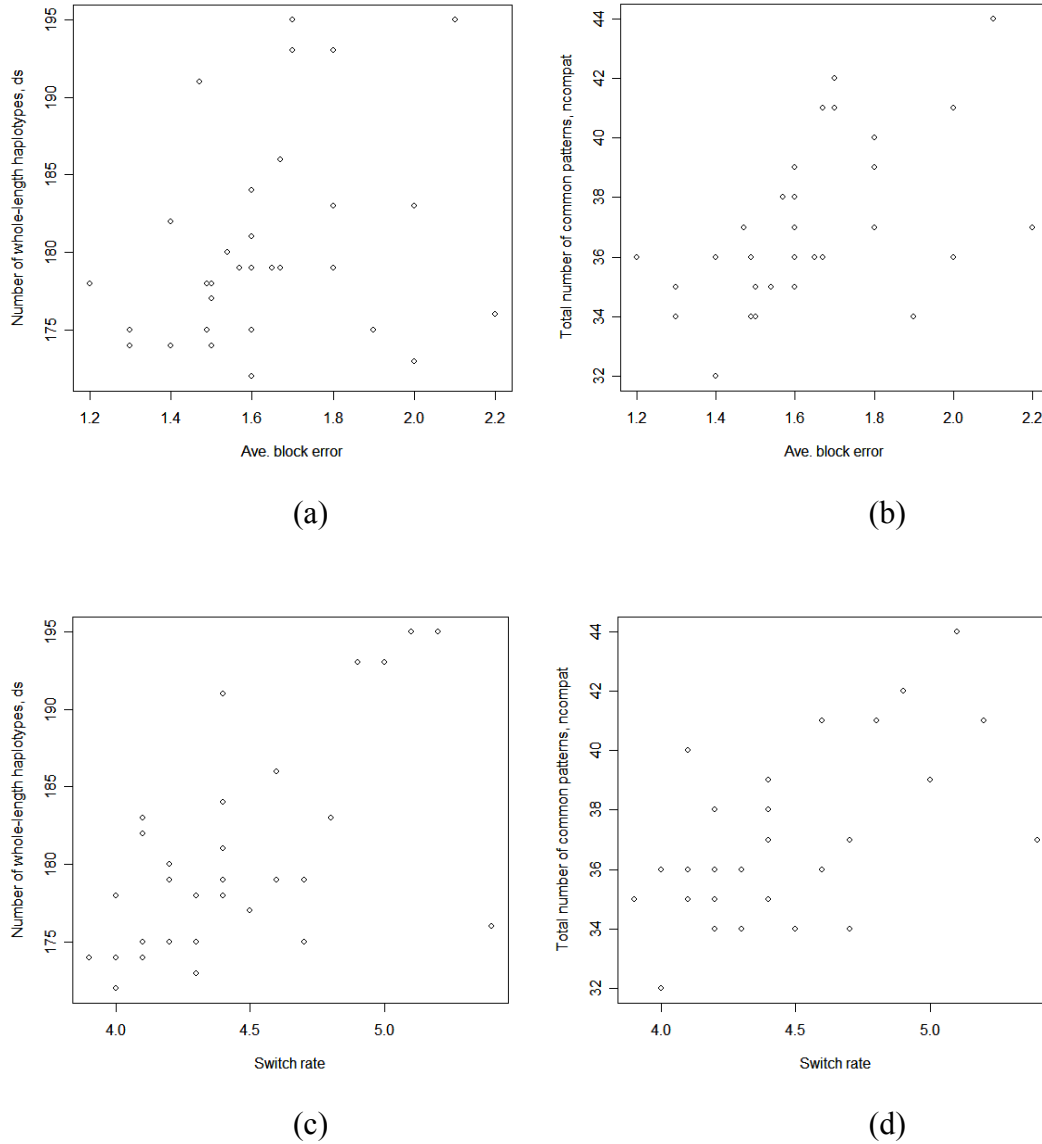 Number of whole-length haplotypes, ds
195
190
185
180
175
1.2 1.4 1.6 1.8 2.0 2.2
Ave. block error
(a)
Total number of common patterns, ncompat
44
42
40
38
36
34
32
1.2 1.4 1.6 1.8 2.0 2.2
Ave. block error
(b)
Number of whole-length haplotypes, ds
195
190
185
180
175
4.0 4.5 5.0
Switch rate
(c)
Total number of common patterns, ncompat
44
42
40
38
36
34
32
4.0 4.5 5.0
Switch rate
(d)